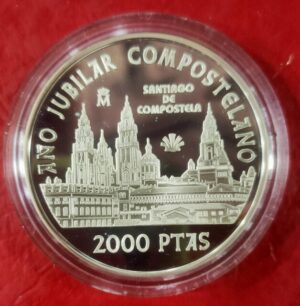 AÑO JUBILAR COMPOSTELANO
M
SANTIAGO
DE
COMPOSTELA
2000 PTAS